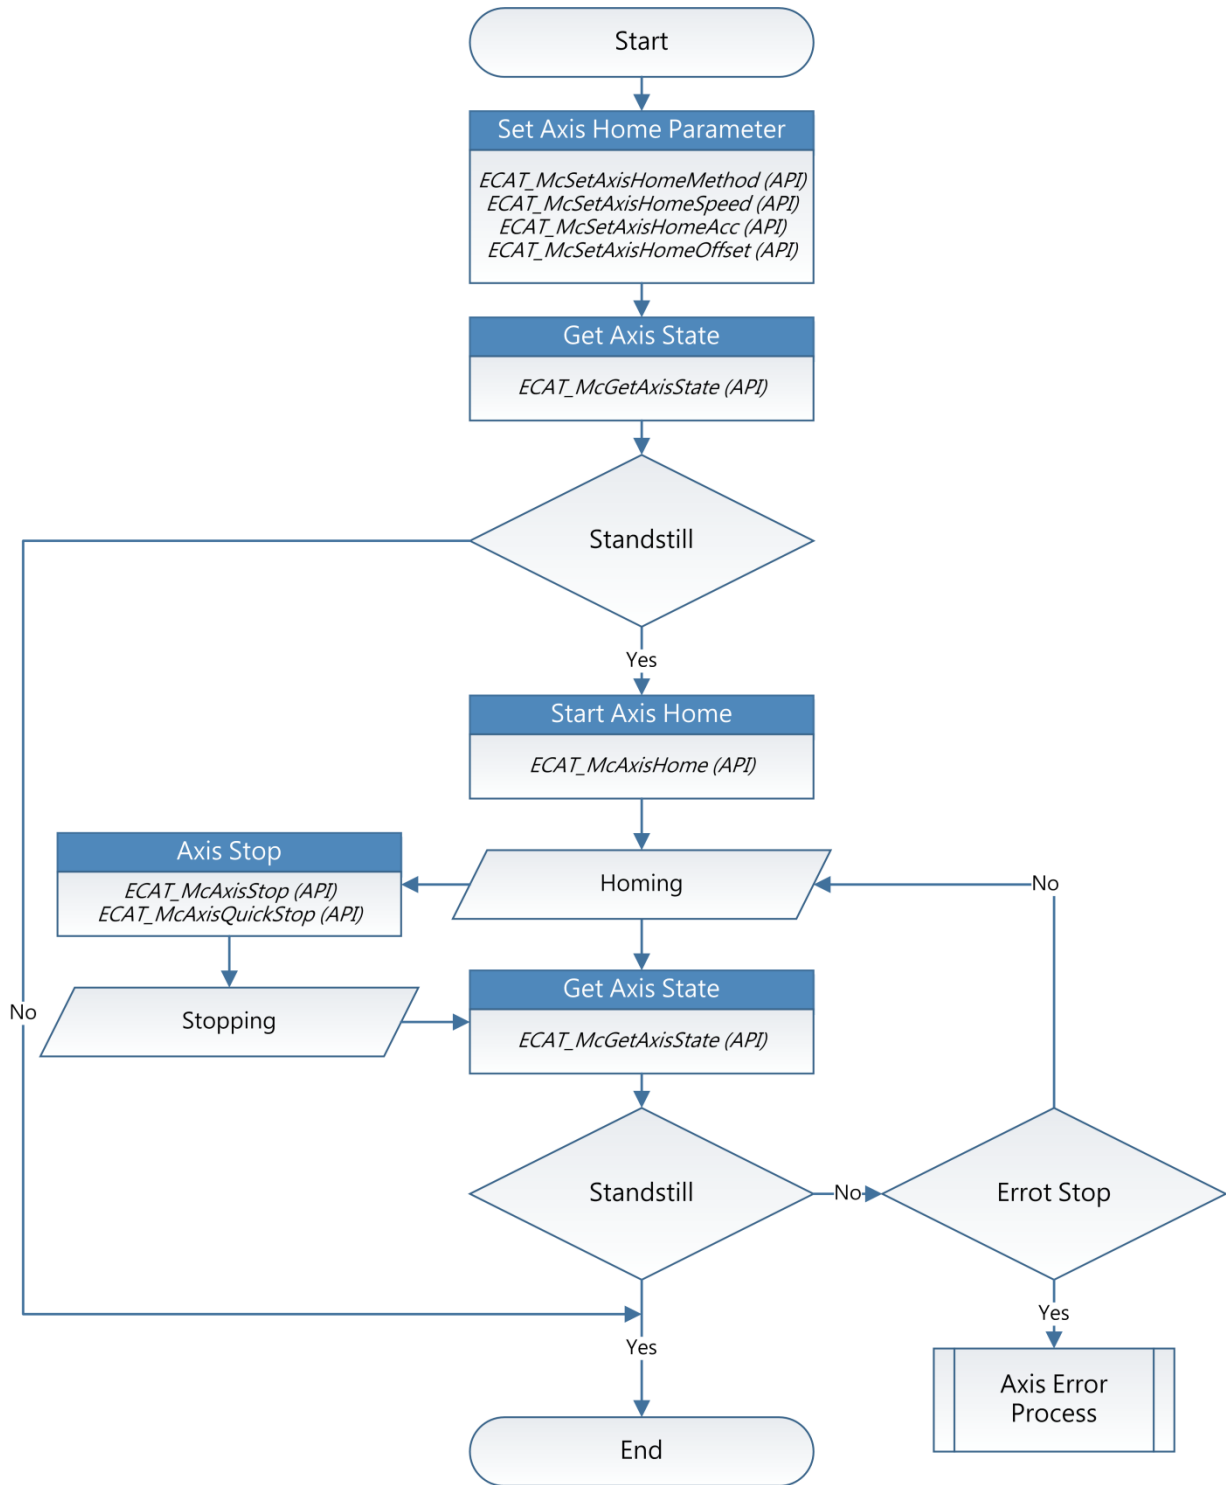 Start
Set Axis Home Parameter
ECAT_McSetAxisHomeMethod (API)
ECAT_McSetAxisHomeSpeed (API)
ECAT_McSetAxisHomeAcc (API)
ECAT_McSetAxisHomeOffset (API)
Get Axis State
ECAT_McGetAxisState (API)
Standstill
Yes
Start Axis Home
ECAT_McAxisHome (API)
Axis Stop
ECAT_McAxisStop (API)
ECAT_McAxisQuickStop (API)
Homing
No
Get Axis State
No
Stopping
ECAT_McGetAxisState (API)
Standstill
No
Errot Stop
Yes
Yes
Axis Error
Process
End